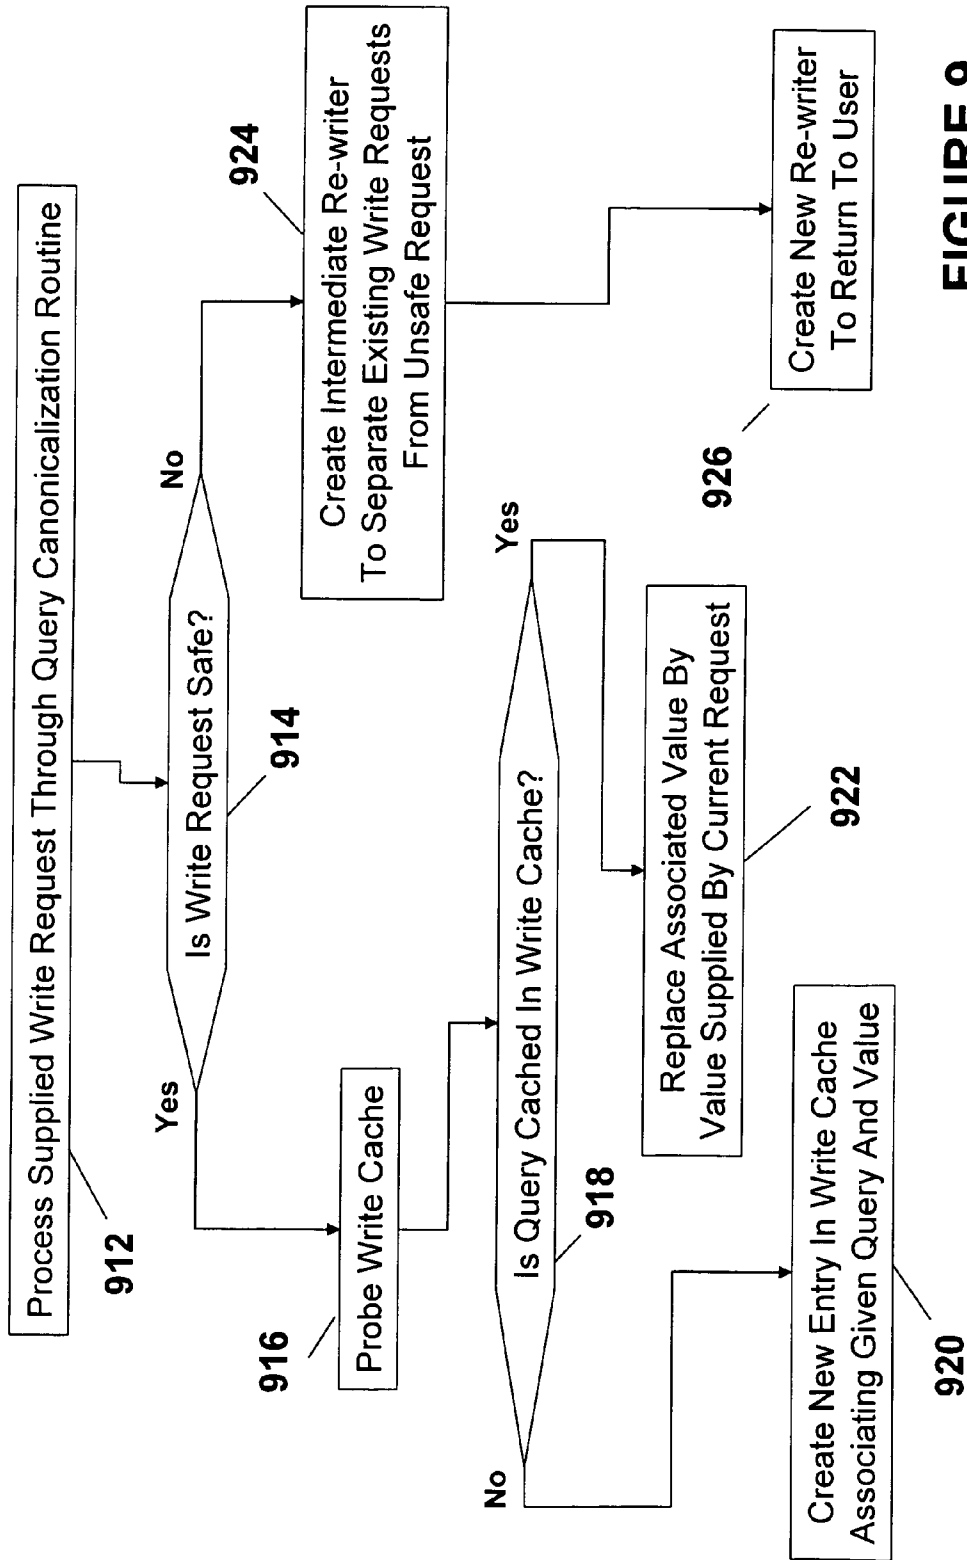 Process Supplied Write Request Through Query Canonicalization Routine
912
Is Write Request Safe?
914
Yes
No
916
Probe Write Cache
924
Create Intermediate Re-writer
To Separate Existing Write Requests
From Unsafe Request
Is Query Cached In Write Cache?
918
No
Yes
Create New Entry In Write Cache
Associating Given Query And Value
920
Replace Associated Value By
Value Supplied By Current Request
922
926
Create New Re-writer
To Return To User
FIGURE 9